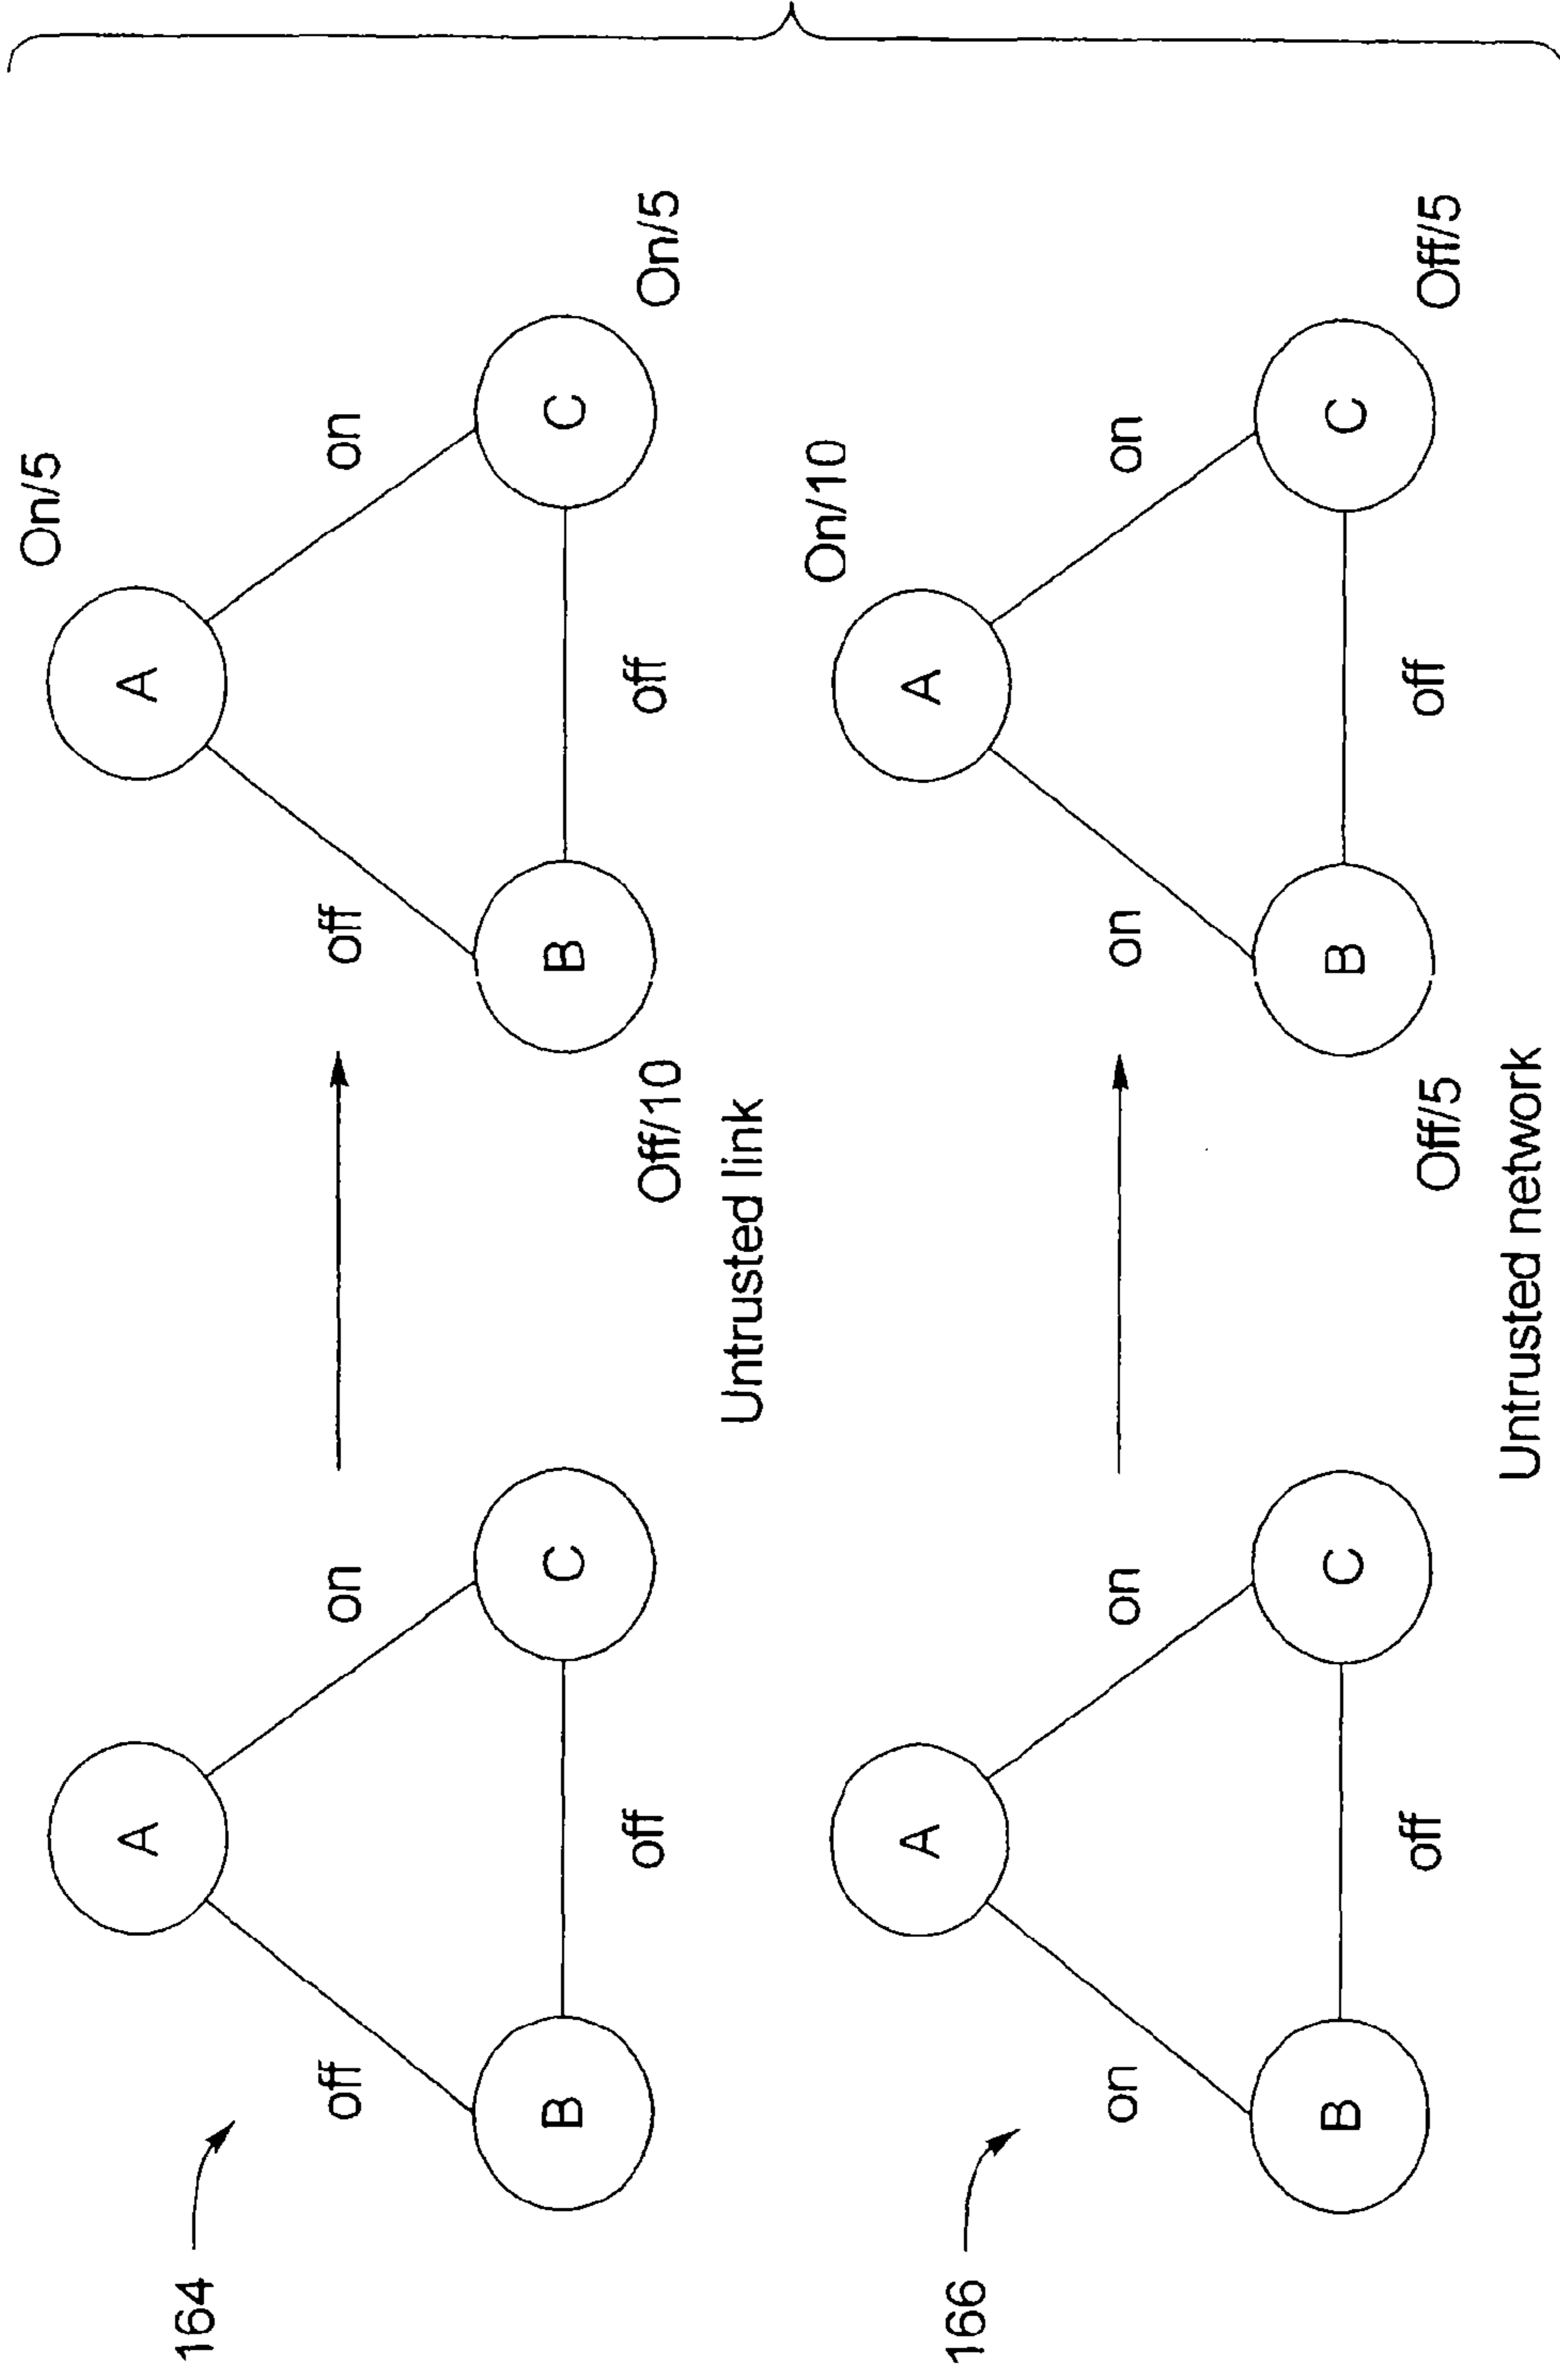 164
A
off
on
B
C
off
On/5
A
off
on
B
C
Off/10
off
On/5
Untrusted link
166
A
on
on
B
C
off
On/10
A
on
on
B
C
Off/5
off
Off/5
Untrusted network